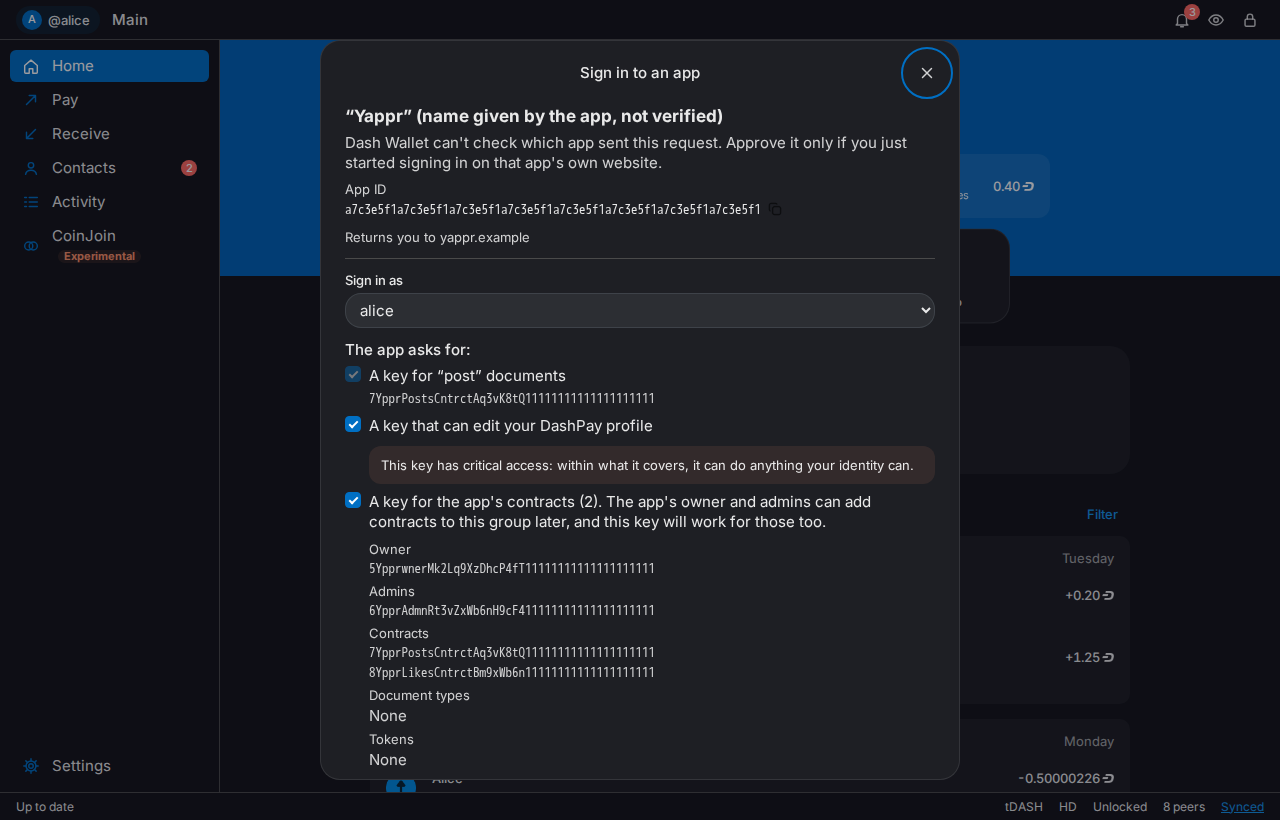 A @alice Main
3
Home
Pay
Receive
Contacts 2
Activity
CoinJoin
Experimental
Settings
Sign in to an app
“Yappr” (name given by the app, not verified)
Dash Wallet can't check which app sent this request. Approve it only if you just
started signing in on that app's own website.
App ID
a7c3e5f1a7c3e5f1a7c3e5f1a7c3e5f1a7c3e5f1a7c3e5f1a7c3e5f1a7c3e5f1
Returns you to yappr.example
Sign in as
alice
The app asks for:
A key for “post” documents
7YpprPostsCntrctAq3vK8tQ11111111111111111111
A key that can edit your DashPay profile
This key has critical access: within what it covers, it can do anything your identity can.
A key for the app's contracts (2). The app's owner and admins can add
contracts to this group later, and this key will work for those too.
Owner
5YpprwnerMk2Lq9XzDhcP4fT11111111111111111111
Admins
6YpprAdmnRt3vZxWb6nH9cF411111111111111111111
Contracts
7YpprPostsCntrctAq3vK8tQ11111111111111111111
8YpprLikesCntrctBm9xWb6n11111111111111111111
Document types
None
Tokens
None
0.40
Filter
Tuesday
+0.20
+1.25
Monday
-0.50000226
Up to date
tDASH HD Unlocked 8 peers Synced